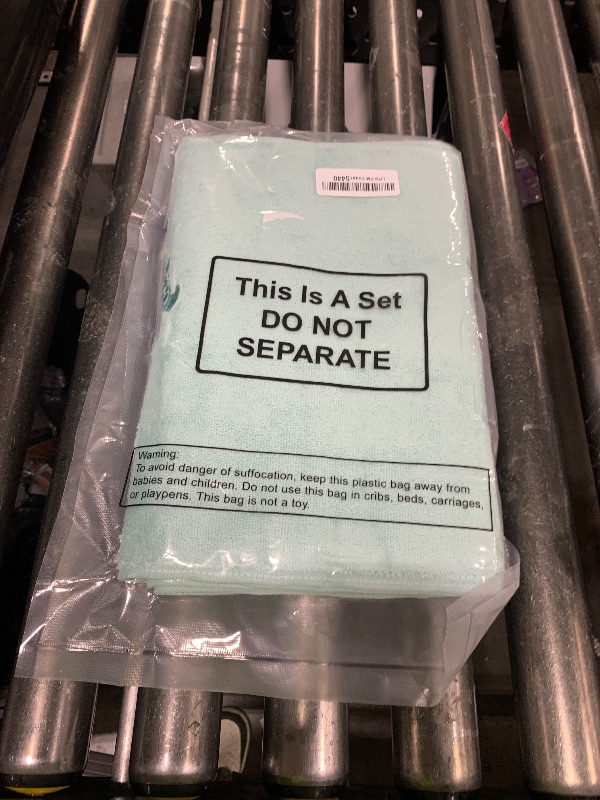 5440
This Is A Set
DO NOT
SEPARATE
Warning:
To avoid danger of suffocation, keep this plastic bag away from
babies and children. Do not use this bag in cribs, beds, carriages,
or playpens. This bag is not a toy.